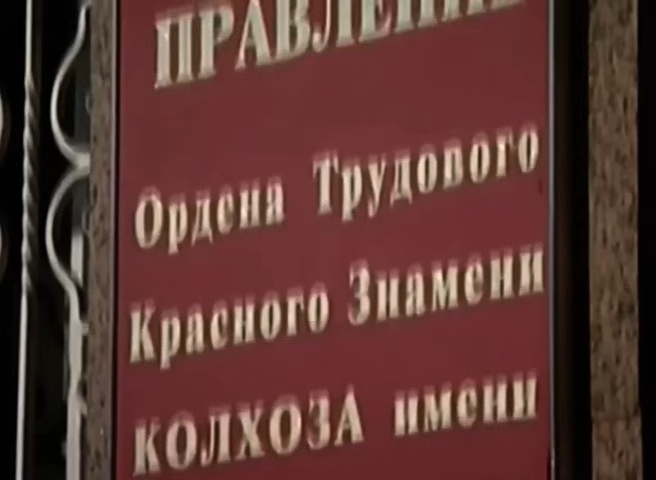 ПРАВЛЕНИЕ
Ордена Трудового
Красного Знамени
КОЛХОЗА имени